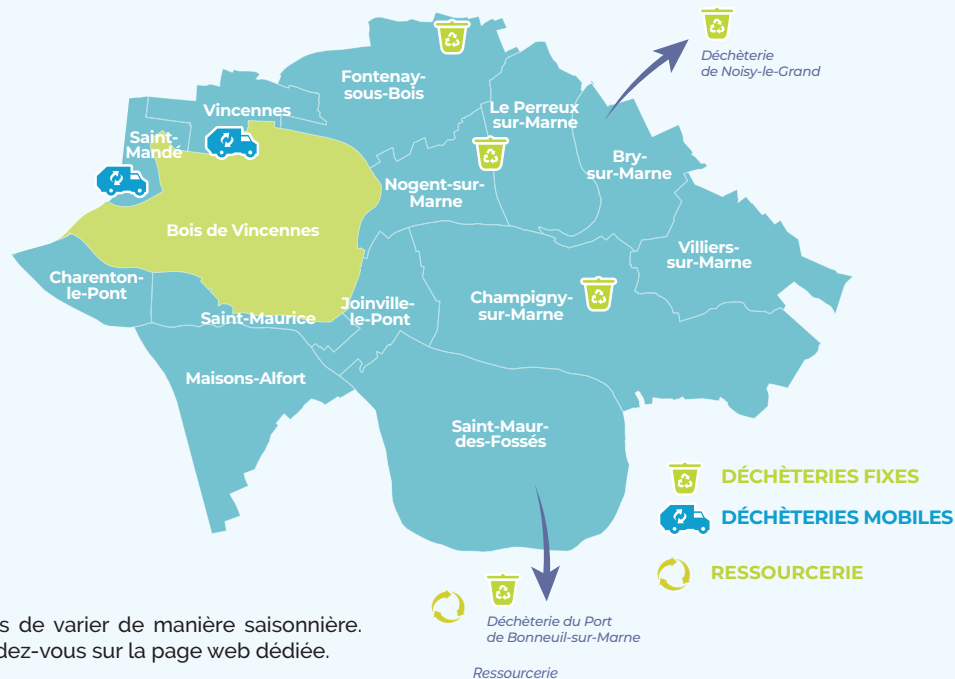 Déchèterie
de Noisy-le-Grand
Fontenay-
sous-Bois
Vincennes
Le Perreux
sur-Marne
Saint-
Mandé
Bry-
sur-Marne
Nogent-sur-
Marne
Bois de Vincennes
Villiers-
sur-Marne
Charenton-
le-Pont
Saint-Maurice
Joinville-
le-Pont
Champigny-
sur-Marne
Maisons-Alfort
Saint-Maur-
des-Fossés
DÉCHÈTERIES FIXES
DÉCHÈTERIES MOBILES
RESSOURCERIE
Déchèterie du Port
de Bonneuil-sur-Marne
Ressourcerie
de varier de manière saisonnière.
sur la page web dédiée.